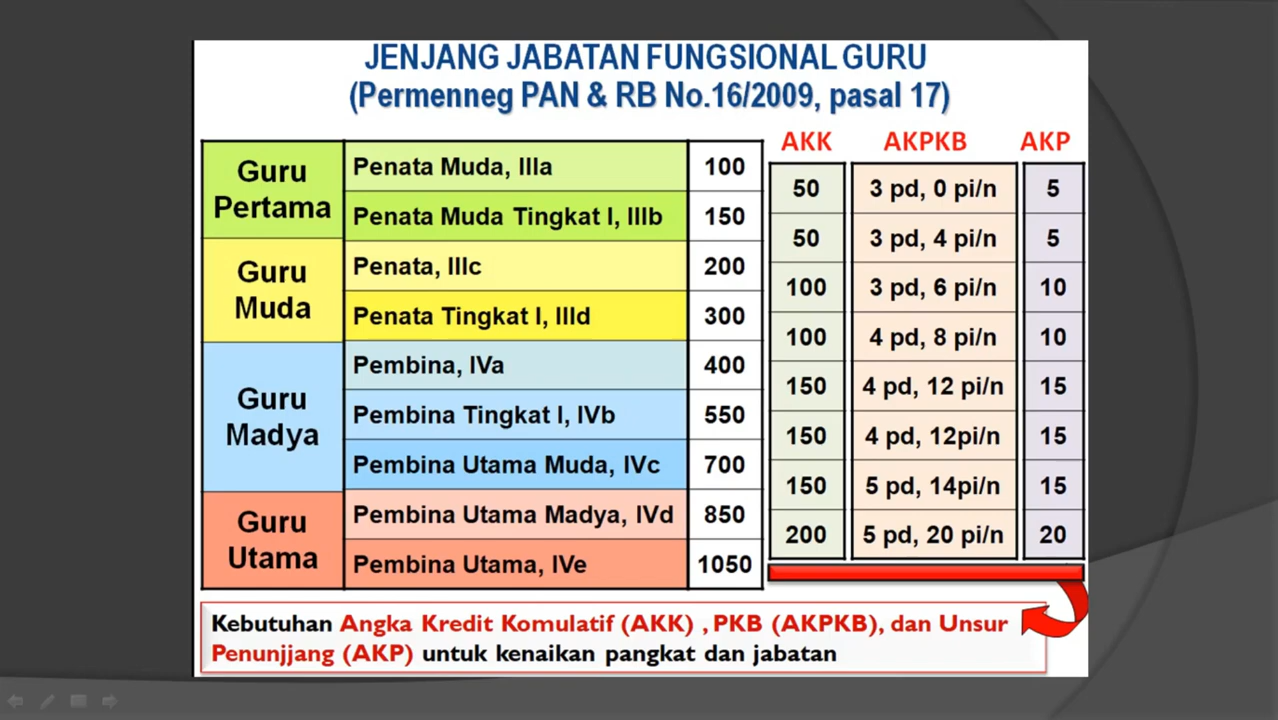 JENJANG JABATAN FUNGSIONAL GURU
(Permenneg PAN & RB No.16/2009, pasal 17)
AKK AKPKB AKP
Guru
Pertama
Penata Muda, IIIa 100
Penata Muda Tingkat I, IIIb 150
Guru
Muda
Penata, IIIc 200
Penata Tingkat I, IIId 300
Guru
Madya
Pembina, IVa 400
Pembina Tingkat I, IVb 550
Pembina Utama Muda, IVc 700
Guru
Utama
Pembina Utama Madya, IVd 850
Pembina Utama, IVe 1050
50 3 pd, 0 pi/n 5
50 3 pd, 4 pi/n 5
100 3 pd, 6 pi/n 10
100 4 pd, 8 pi/n 10
150 4 pd, 12 pi/n 15
150 4 pd, 12pi/n 15
150 5 pd, 14pi/n 15
200 5 pd, 20 pi/n 20
Kebutuhan Angka Kredit Komulatif (AKK) , PKB (AKPKB), dan Unsur
Penunjjang (AKP) untuk kenaikan pangkat dan jabatan